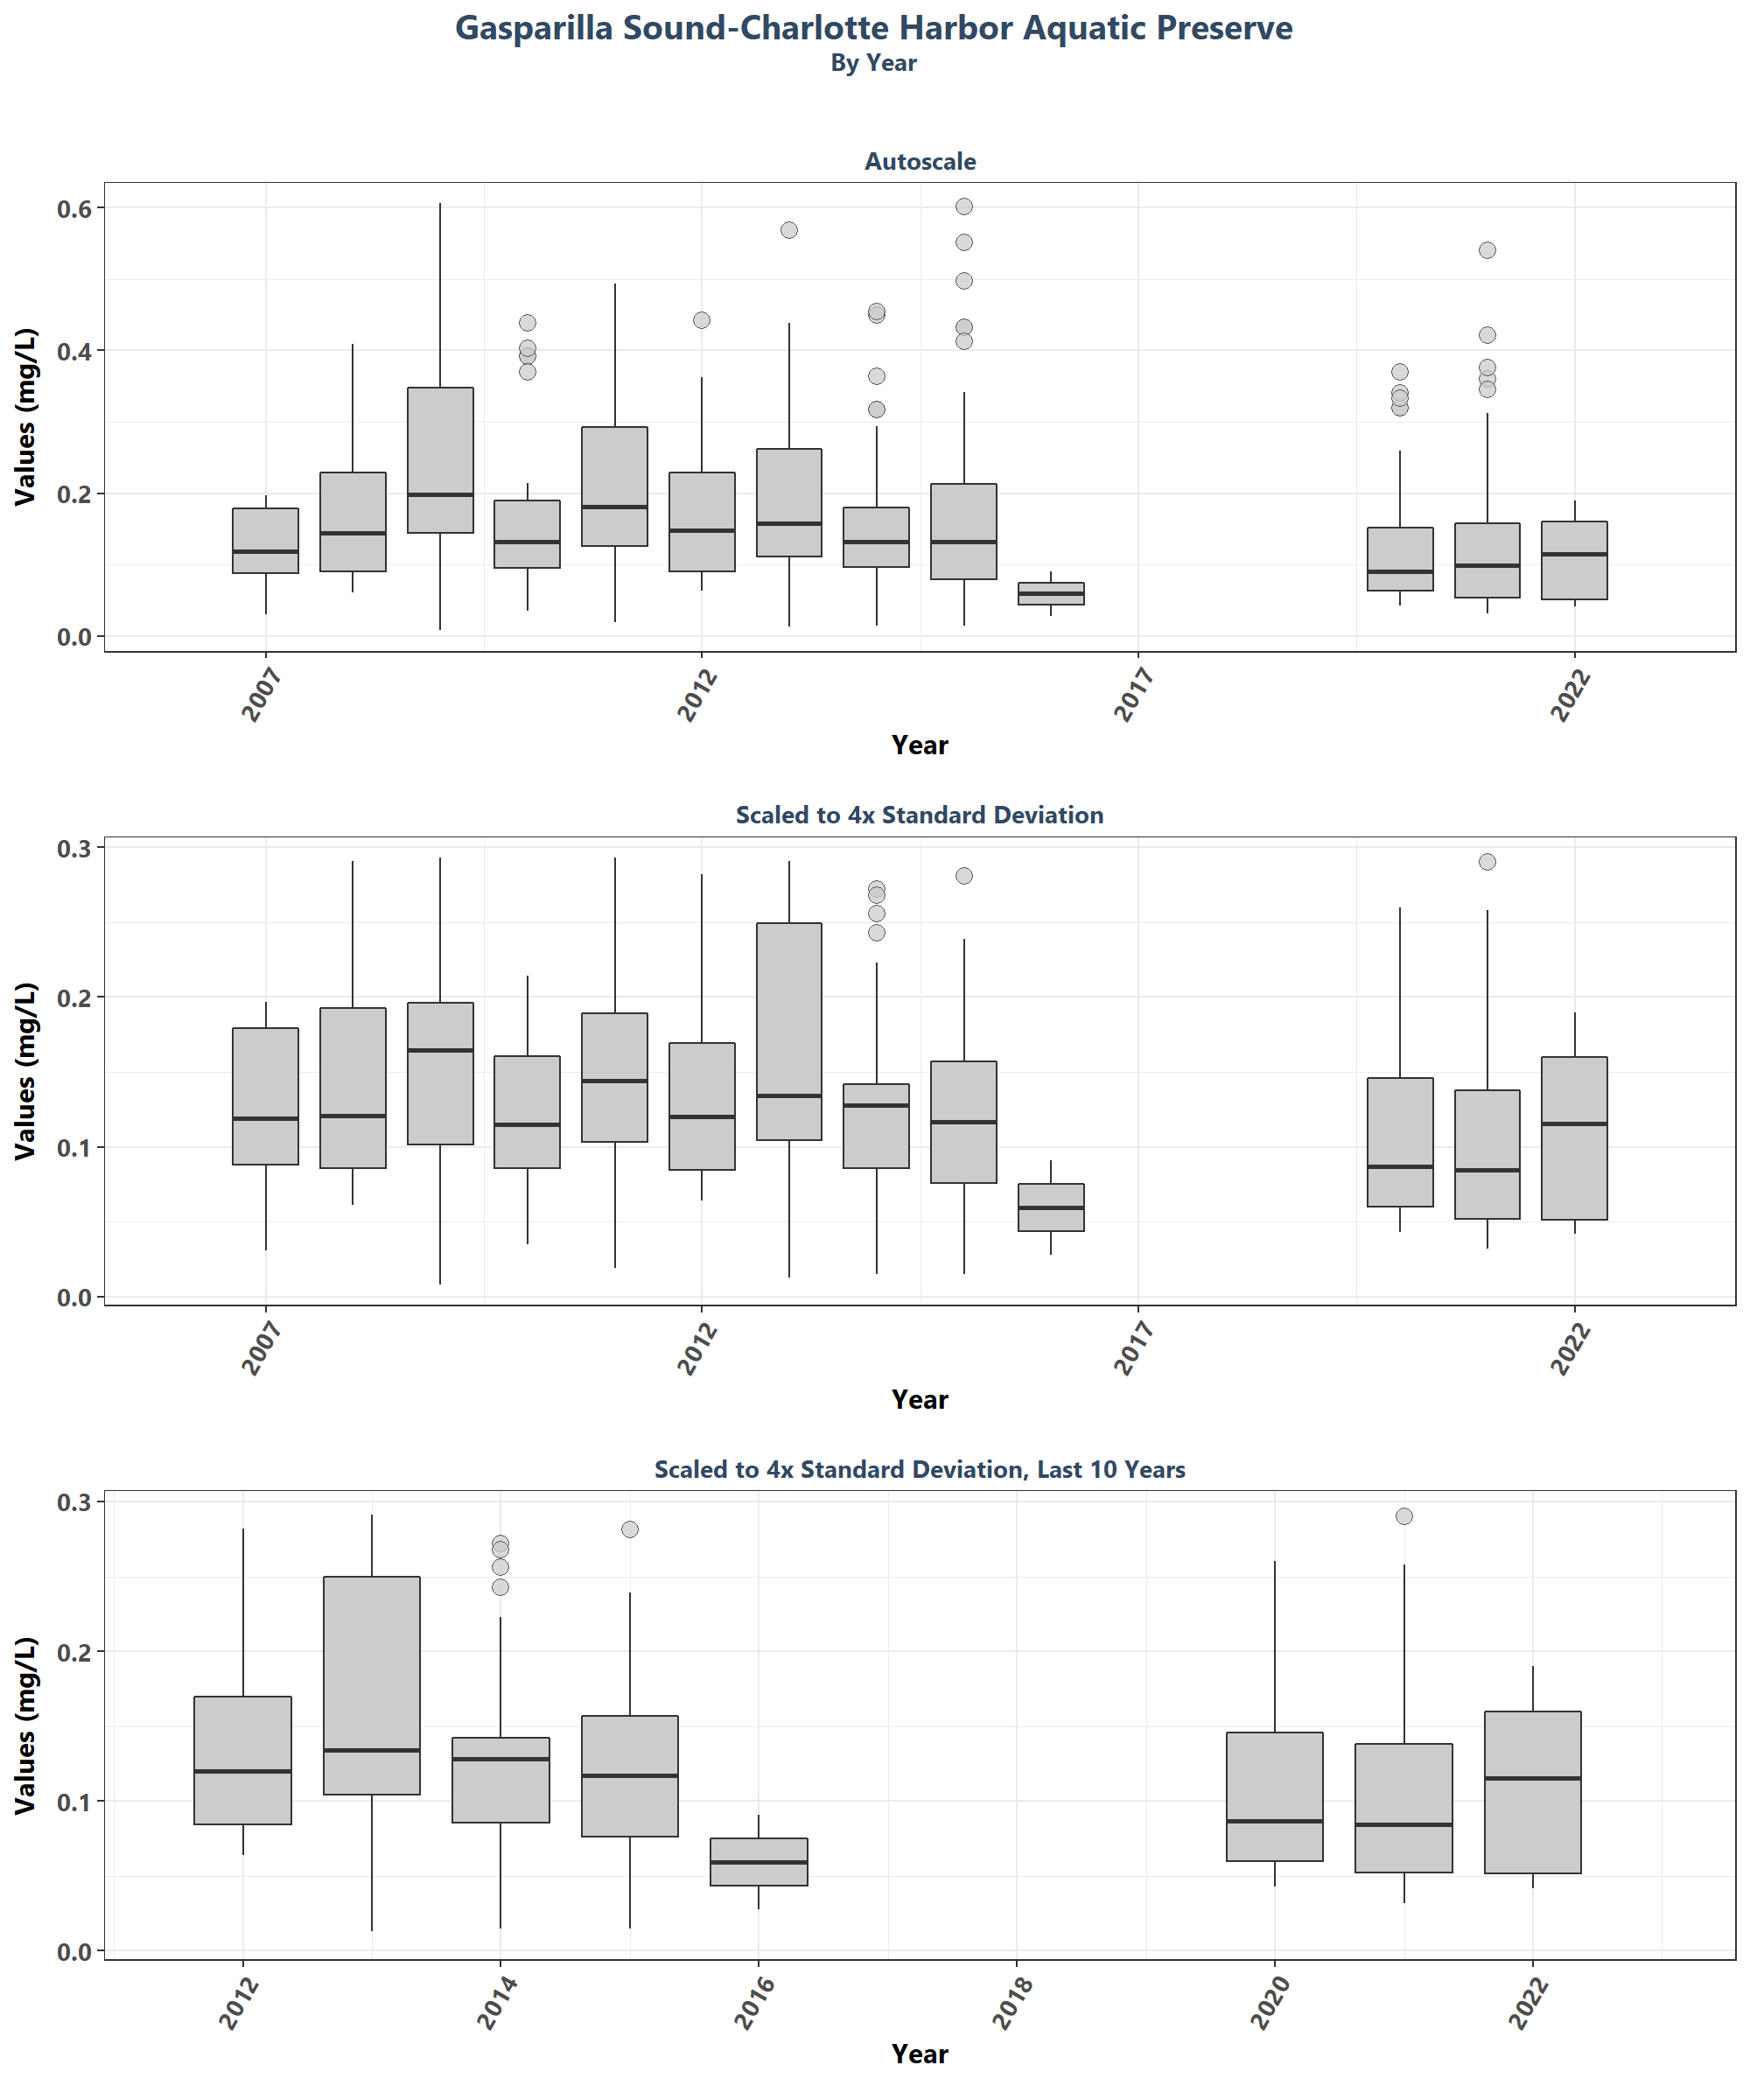 Gasparilla Sound-Charlotte Harbor Aquatic Preserve
By Year
Autoscale
Values (mg/L)
0.6
0.4
0.2
0.0
2007
2012
2017
2022
Year
Scaled to 4x Standard Deviation
Values (mg/L)
0.3
0.2
0.1
0.0
2007
2012
2017
2022
Year
Scaled to 4x Standard Deviation, Last 10 Years
Values (mg/L)
0.3
0.2
0.1
0.0
2012
2014
2016
2018
2020
2022
Year